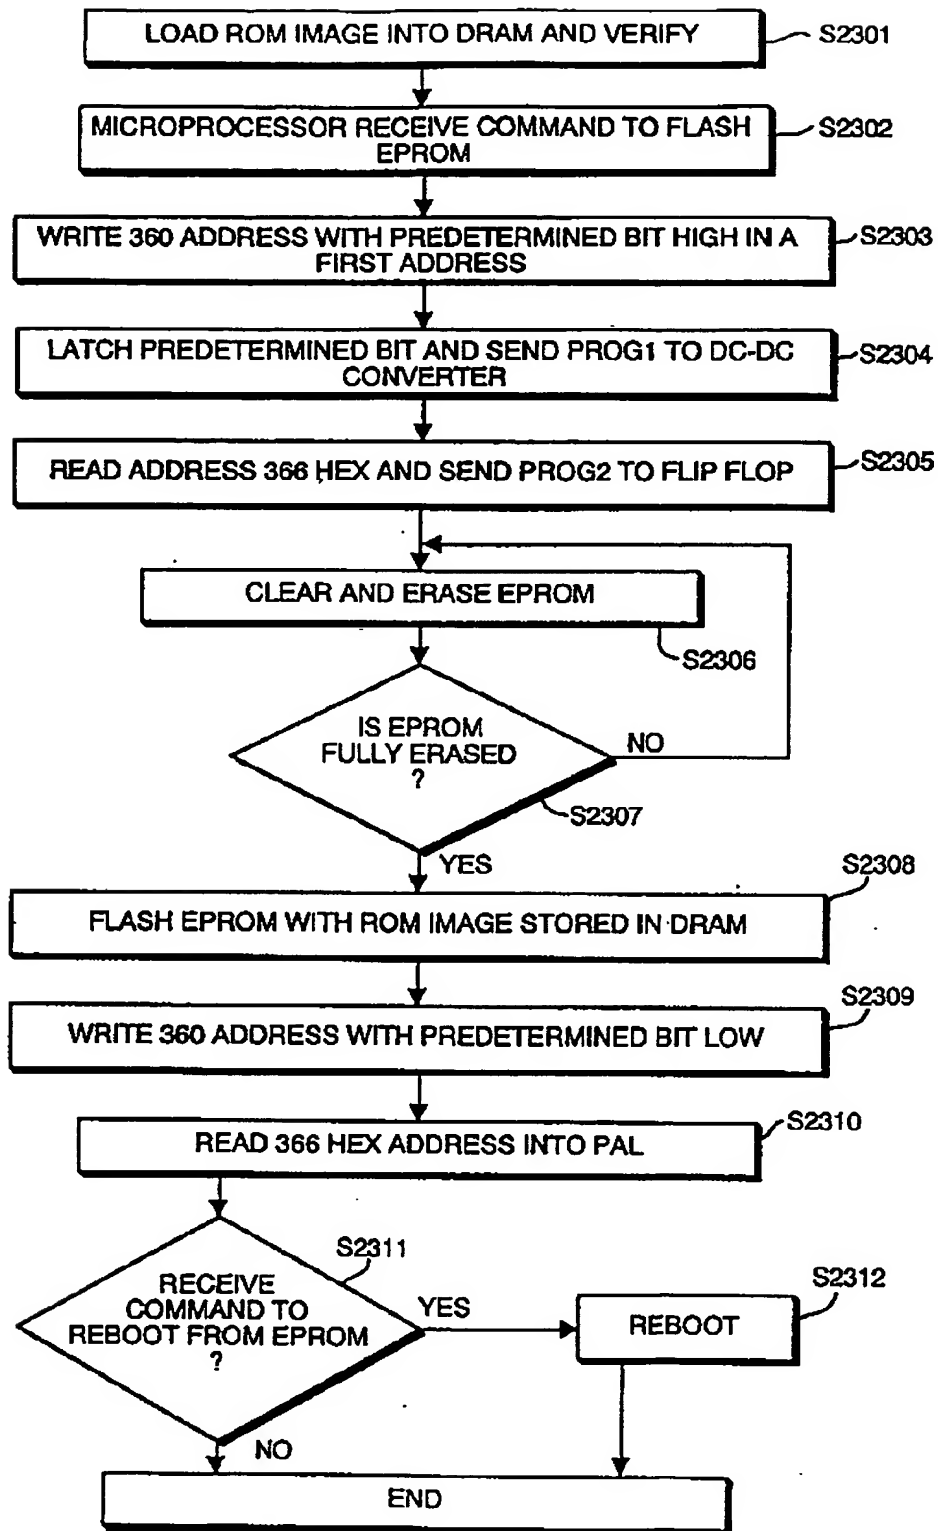 LOAD ROM IMAGE INTO DRAM AND VERIFY
S2301
MICROPROCESSOR RECEIVE COMMAND TO FLASH
EPROM
S2302
WRITE 360 ADDRESS WITH PREDETERMINED BIT HIGH IN A
FIRST ADDRESS
S2303
LATCH PREDETERMINED BIT AND SEND PROG1 TO DC-DC
CONVERTER
S2304
READ ADDRESS 366 HEX AND SEND PROG2 TO FLIP FLOP
S2305
CLEAR AND ERASE EPROM
S2306
IS EPROM
FULLY ERASED
?
NO
S2307
YES
S2308
FLASH EPROM WITH ROM IMAGE STORED IN DRAM
S2309
WRITE 360 ADDRESS WITH PREDETERMINED BIT LOW
READ 366 HEX ADDRESS INTO PAL
S2310
S2311
RECEIVE
COMMAND TO
REBOOT FROM EPROM
?
YES
S2312
REBOOT
NO
END